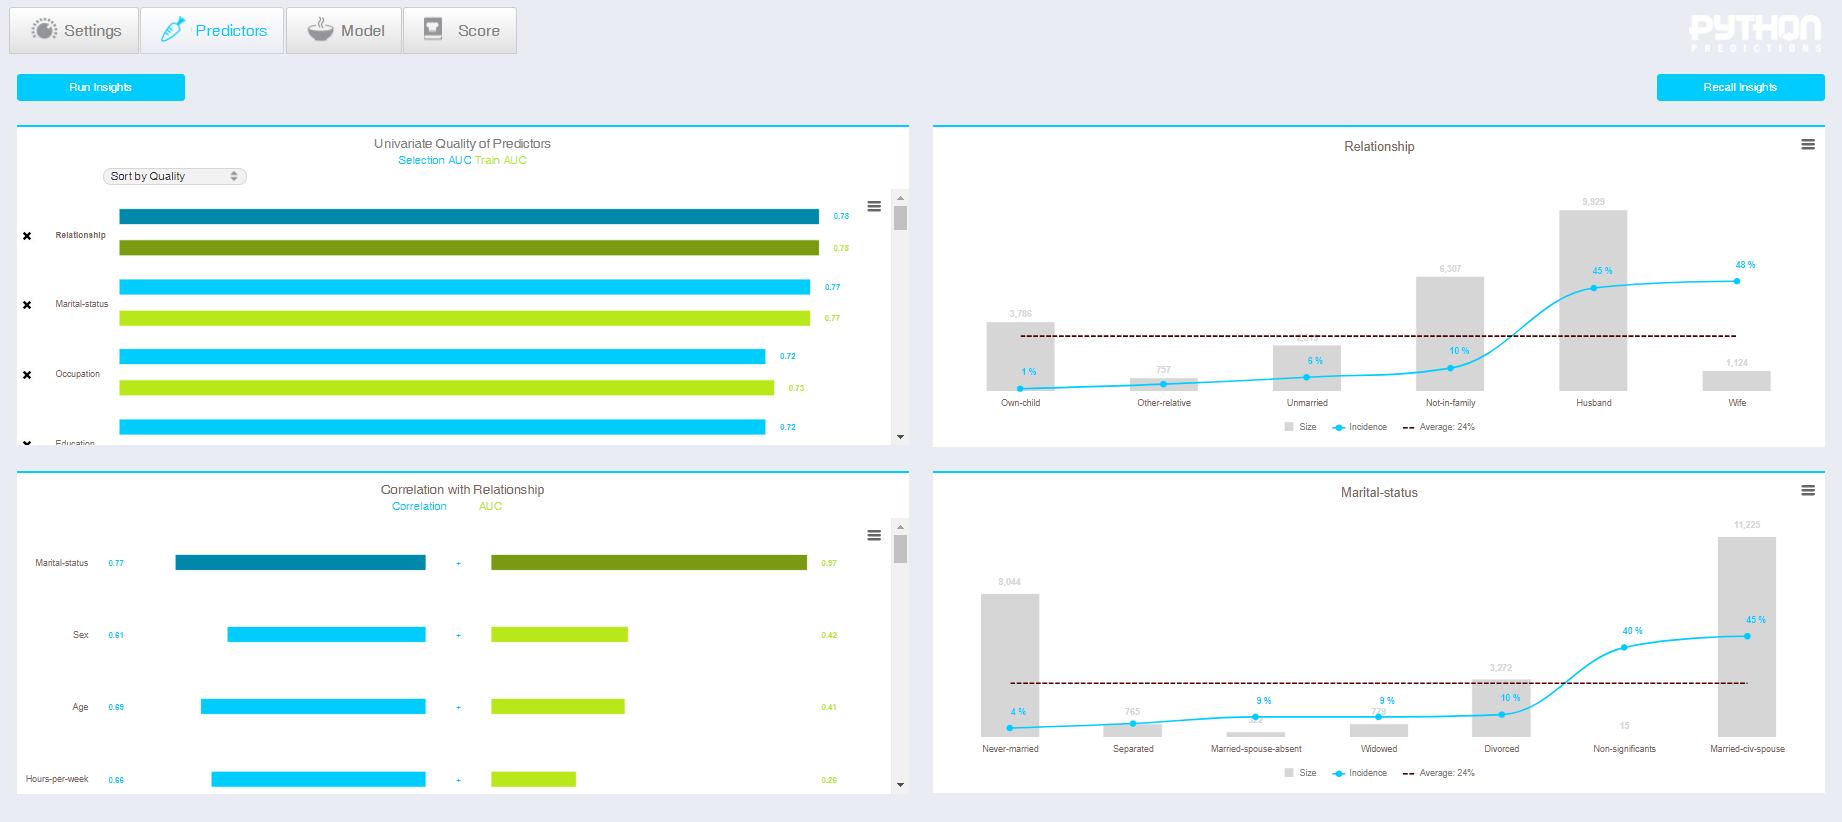 Settings
Predictors
Model
Score
PYTHON
PREDICTIONS
Run Insights
Recall Insights
Univariate Quality of Predictors
Selection AUC Train AUC
Sort by Quality
Relationship
0.78
0.78
Marital-status
0.77
0.77
Occupation
0.72
0.73
Education
0.72
Relationship
3,786
757
6,307
9,929
1,124
1 %
6 %
10 %
45 %
48 %
Own-child
Other-relative
Unmarried
Not-in-family
Husband
Wife
Size
Incidence
Average: 24%
Correlation with Relationship
Correlation
AUC
Marital-status
0.77
+
0.97
Sex
0.61
+
0.42
Age
0.69
+
0.41
Hours-per-week
0.66
+
0.26
Marital-status
8,044
765
779
3,272
15
11,225
4 %
9 %
9 %
10 %
40 %
45 %
Never-married
Separated
Married-spouse-absent
Widowed
Divorced
Non-significants
Married-civ-spouse
Size
Incidence
Average: 24%